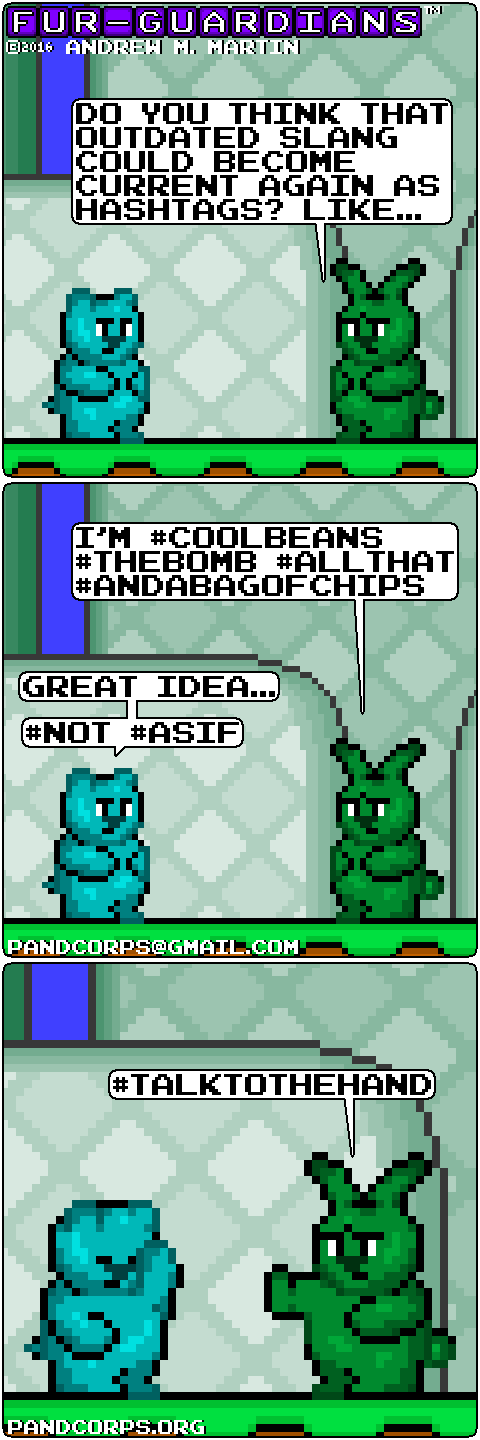 FUR-GUARDIANS™
©2016 ANDREW M. MARTIN
DO YOU THINK THAT
OUTDATED SLANG
COULD BECOME
CURRENT AGAIN AS
HASHTAGS? LIKE...
I'M #COOLBEANS
#THEBOMB #ALLTHAT
#ANDABAGOFCHIPS
GREAT IDEA...
#NOT #ASIF
PANDCORPS@GMAIL.COM
#TALKTOTHEHAND
PANDCORPS.ORG